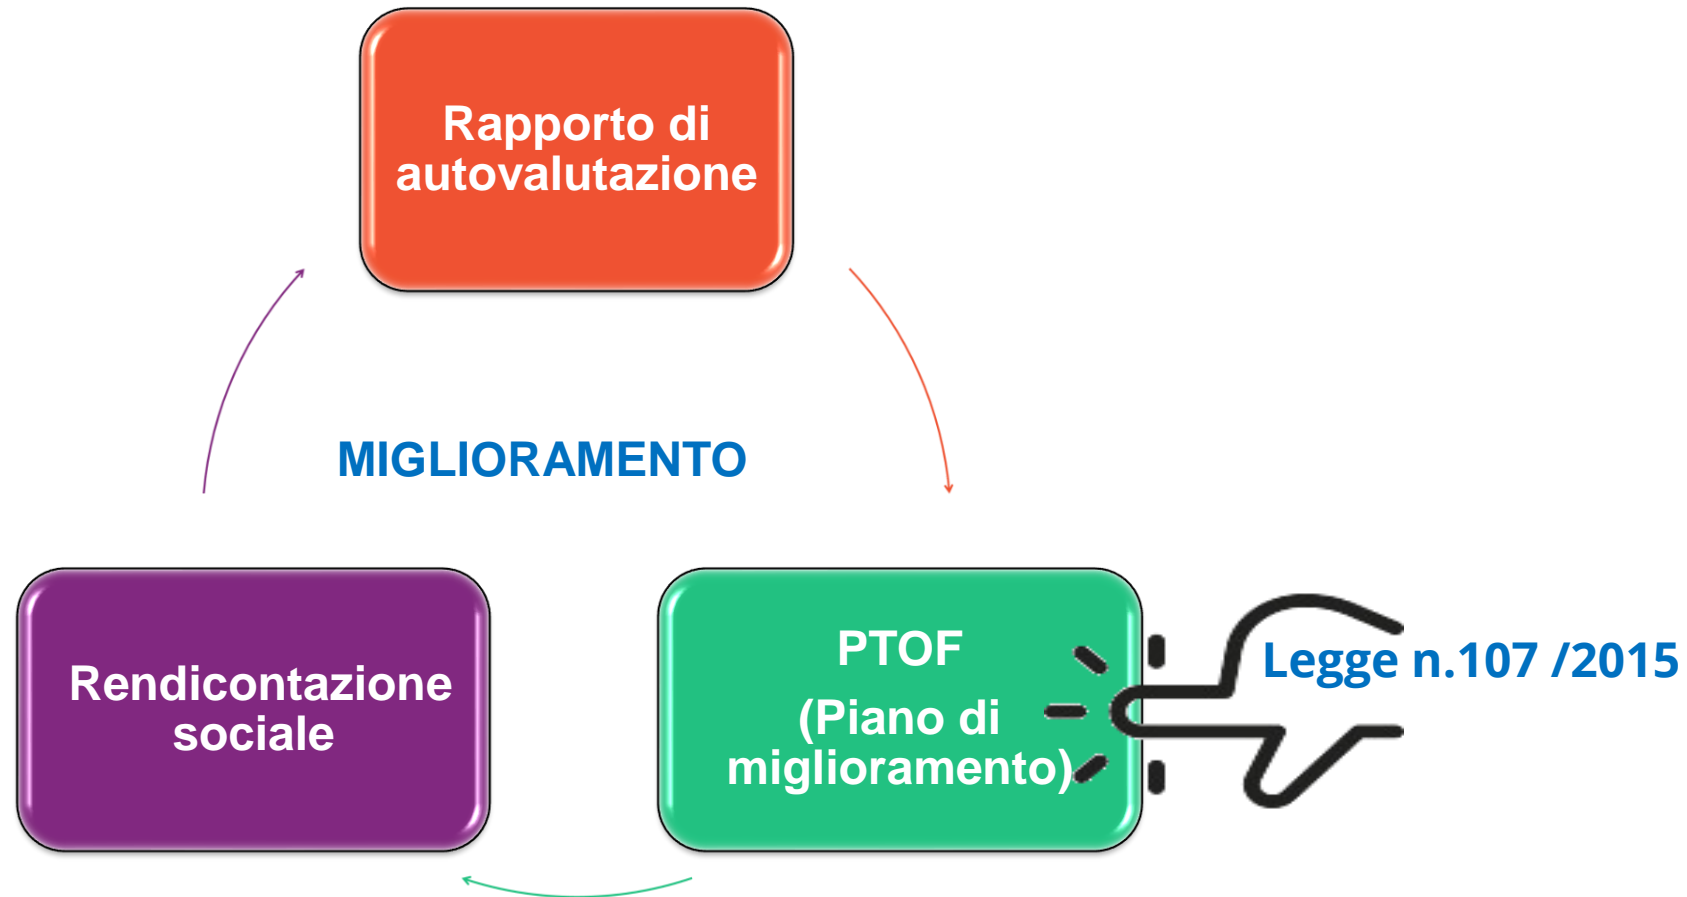 Rapporto di
autovalutazione
MIGLIORAMENTO
Rendicontazione
sociale
PTOF
(Piano di
miglioramento)
Legge n.107 /2015